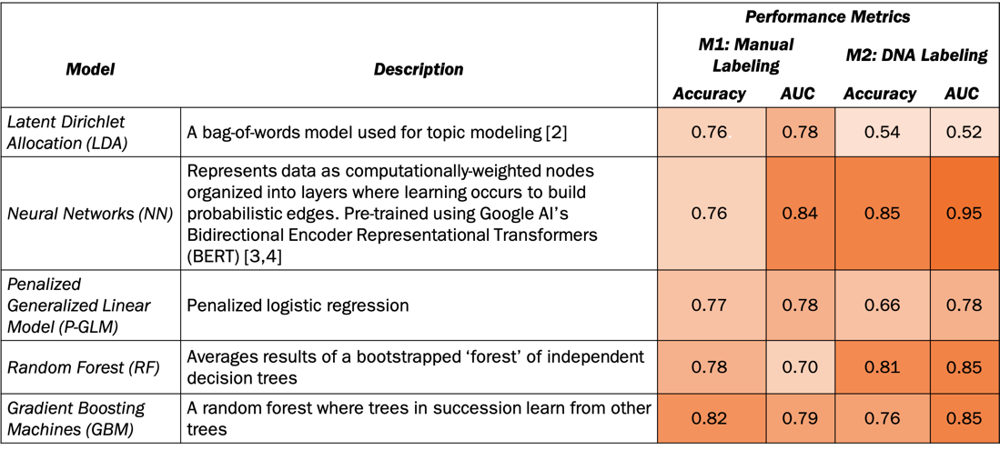 Performance Metrics
Model
Description
M1: Manual
Labeling
M2: DNA Labeling
Accuracy AUC Accuracy AUC
Latent Dirichlet
Allocation (LDA)
A bag-of-words model used for topic modeling [2]
0.76 0.78 0.54 0.52
Neural Networks (NN)
Represents data as computationally-weighted nodes
organized into layers where learning occurs to build
probabilistic edges. Pre-trained using Google AI's
Bidirectional Encoder Representational Transformers
(BERT) [3,4]
0.76 0.84 0.85 0.95
Penalized
Generalized Linear
Model (P-GLM)
Penalized logistic regression
0.77 0.78 0.66 0.78
Random Forest (RF)
Averages results of a bootstrapped 'forest' of independent
decision trees
0.78 0.70 0.81 0.85
Gradient Boosting
Machines (GBM)
A random forest where trees in succession learn from other
trees
0.82 0.79 0.76 0.85